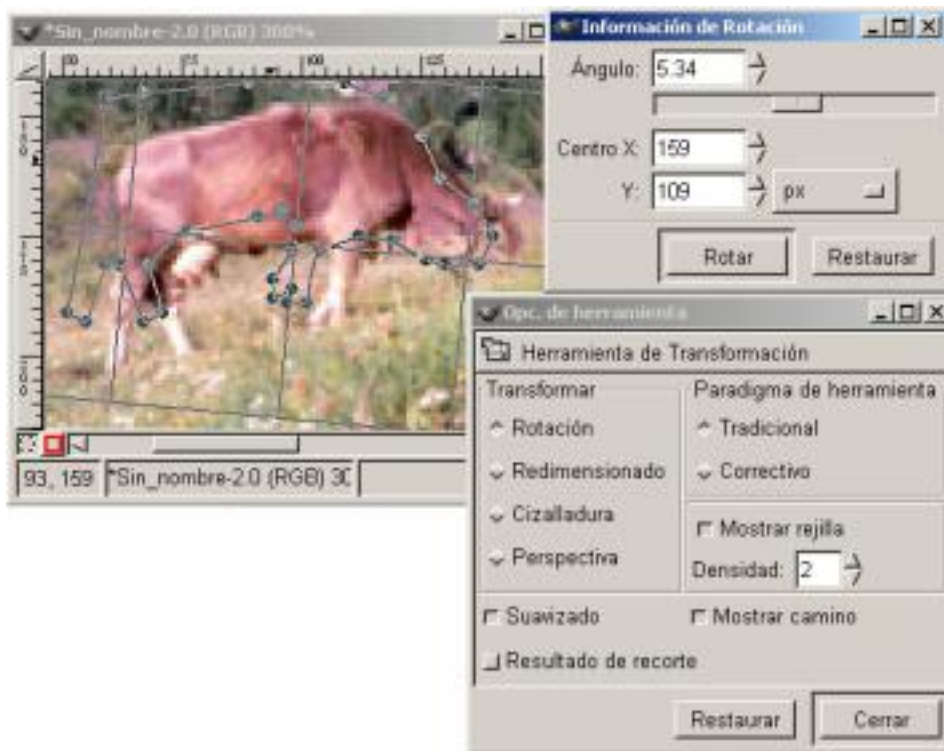 *Sin_nombre-2.0 (RGB) 300%
Información de Rotación
Ángulo: 5.34
Centro X: 159
Y: 109 px
Rotar Restaurar
Opc. de herramienta
Herramienta de Transformación
Transformar Paradigma de herramienta
Rotación Tradicional
Redimensionado Correctivo
Cizalladura
Mostrar rejilla
Perspectiva
Densidad: 2
Suavizado Mostrar camino
Resultado de recorte
Restaurar Cerrar
93, 159 *Sin_nombre-2.0 (RGB) 30